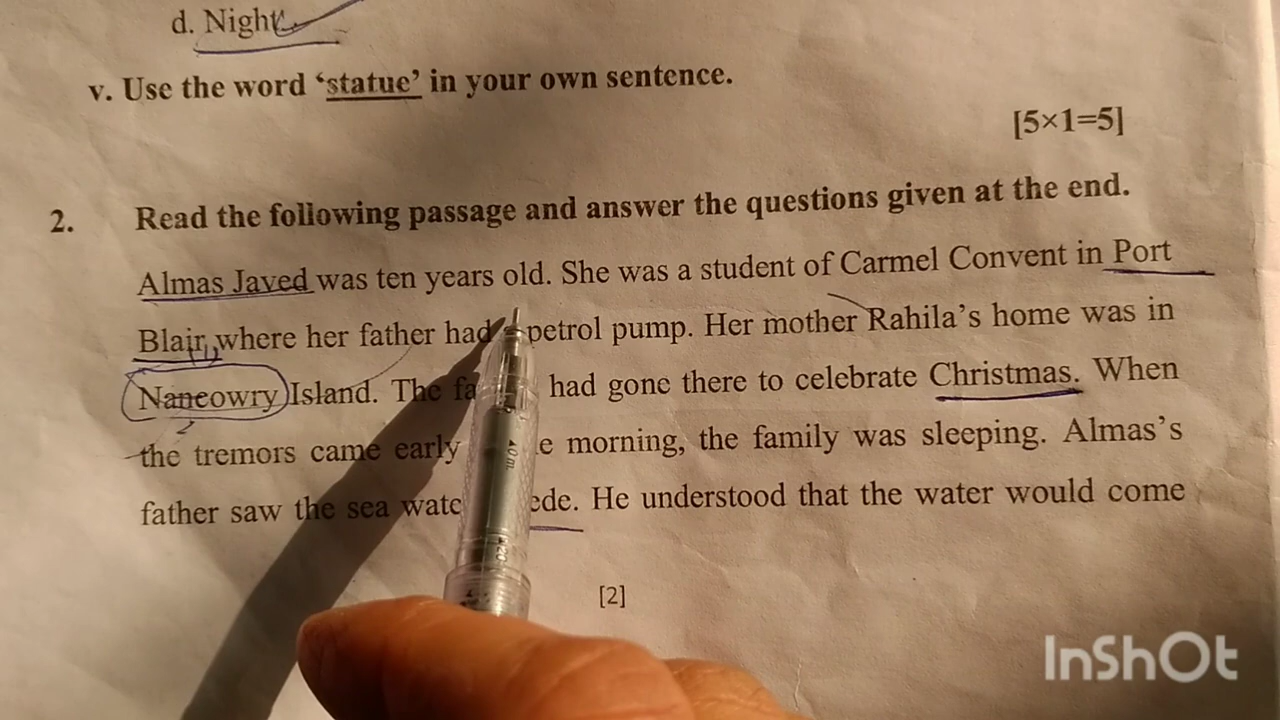 d. Night
v. Use the word ‘statue’ in your own sentence.
[5×1=5]
2. Read the following passage and answer the questions given at the end.
Almas Javed was ten years old. She was a student of Carmel Convent in Port
Blair, where her father had petrol pump. Her mother Rahila’s home was in
Nancowry Island. The had gone there to celebrate Christmas. When
the tremors came early morning, the family was sleeping. Almas’s
father saw the sea He understood that the water would come
[2]
InShOt